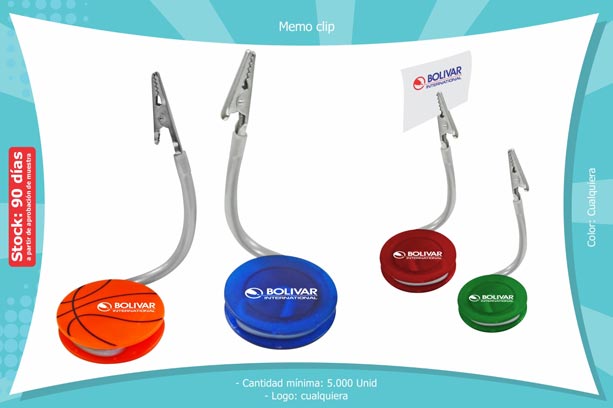 Memo clip
BOLIVAR
INTERNATIONAL
Stock: 90 días
a partir de aprobación de muestra
BOLIVAR
INTERNATIONAL
BOLIVAR
INTERNATIONAL
BOLIVAR
INTERNATIONAL
BOLIVAR
INTERNATIONAL
Color: Cualquiera
- Cantidad mínima: 5.000 Unid
- Logo: cualquiera